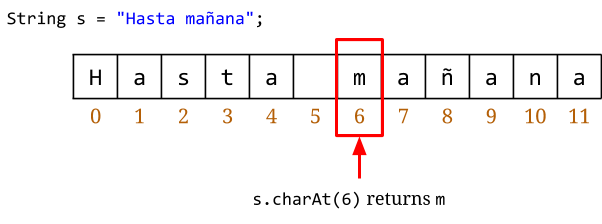 String s = "Hasta mañana";
H a s t a m a ñ a n a
0 1 2 3 4 5 6 7 8 9 10 11
s.charAt(6) returns m